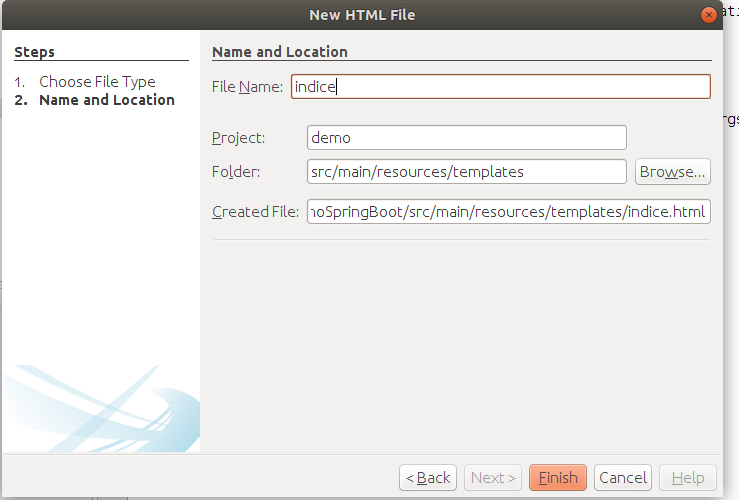 New HTML File
Steps
1. Choose File Type
2. Name and Location
Name and Location
File Name: indice
Project: demo
Folder: src/main/resources/templates Browse...
Created File: noSpringBoot/src/main/resources/templates/indice.html
< Back Next > Finish Cancel Help